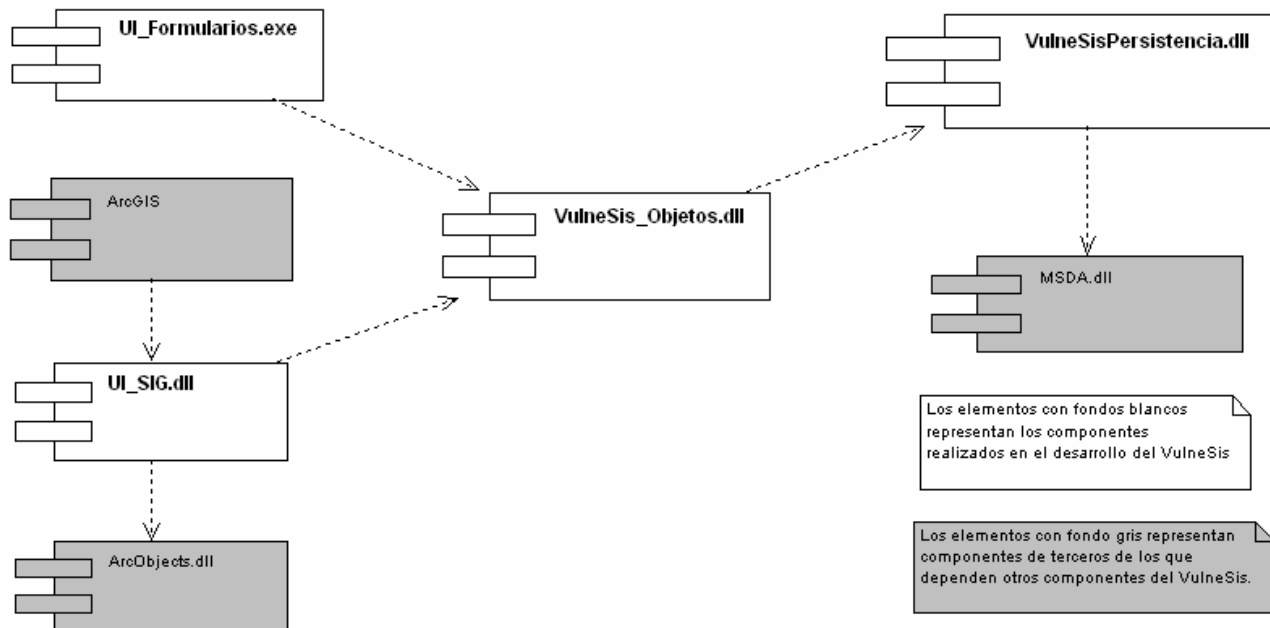 UI_Formularios.exe
VulneSisPersistencia.dll
ArcGIS
VulneSis_Objetos.dll
MSDA.dll
UI_SIG.dll
Los elementos con fondos blancos
representan los componentes
realizados en el desarrollo del VulneSis
ArcObjects.dll
Los elementos con fondo gris representan
componentes de terceros de los que
dependen otros componentes del VulneSis.